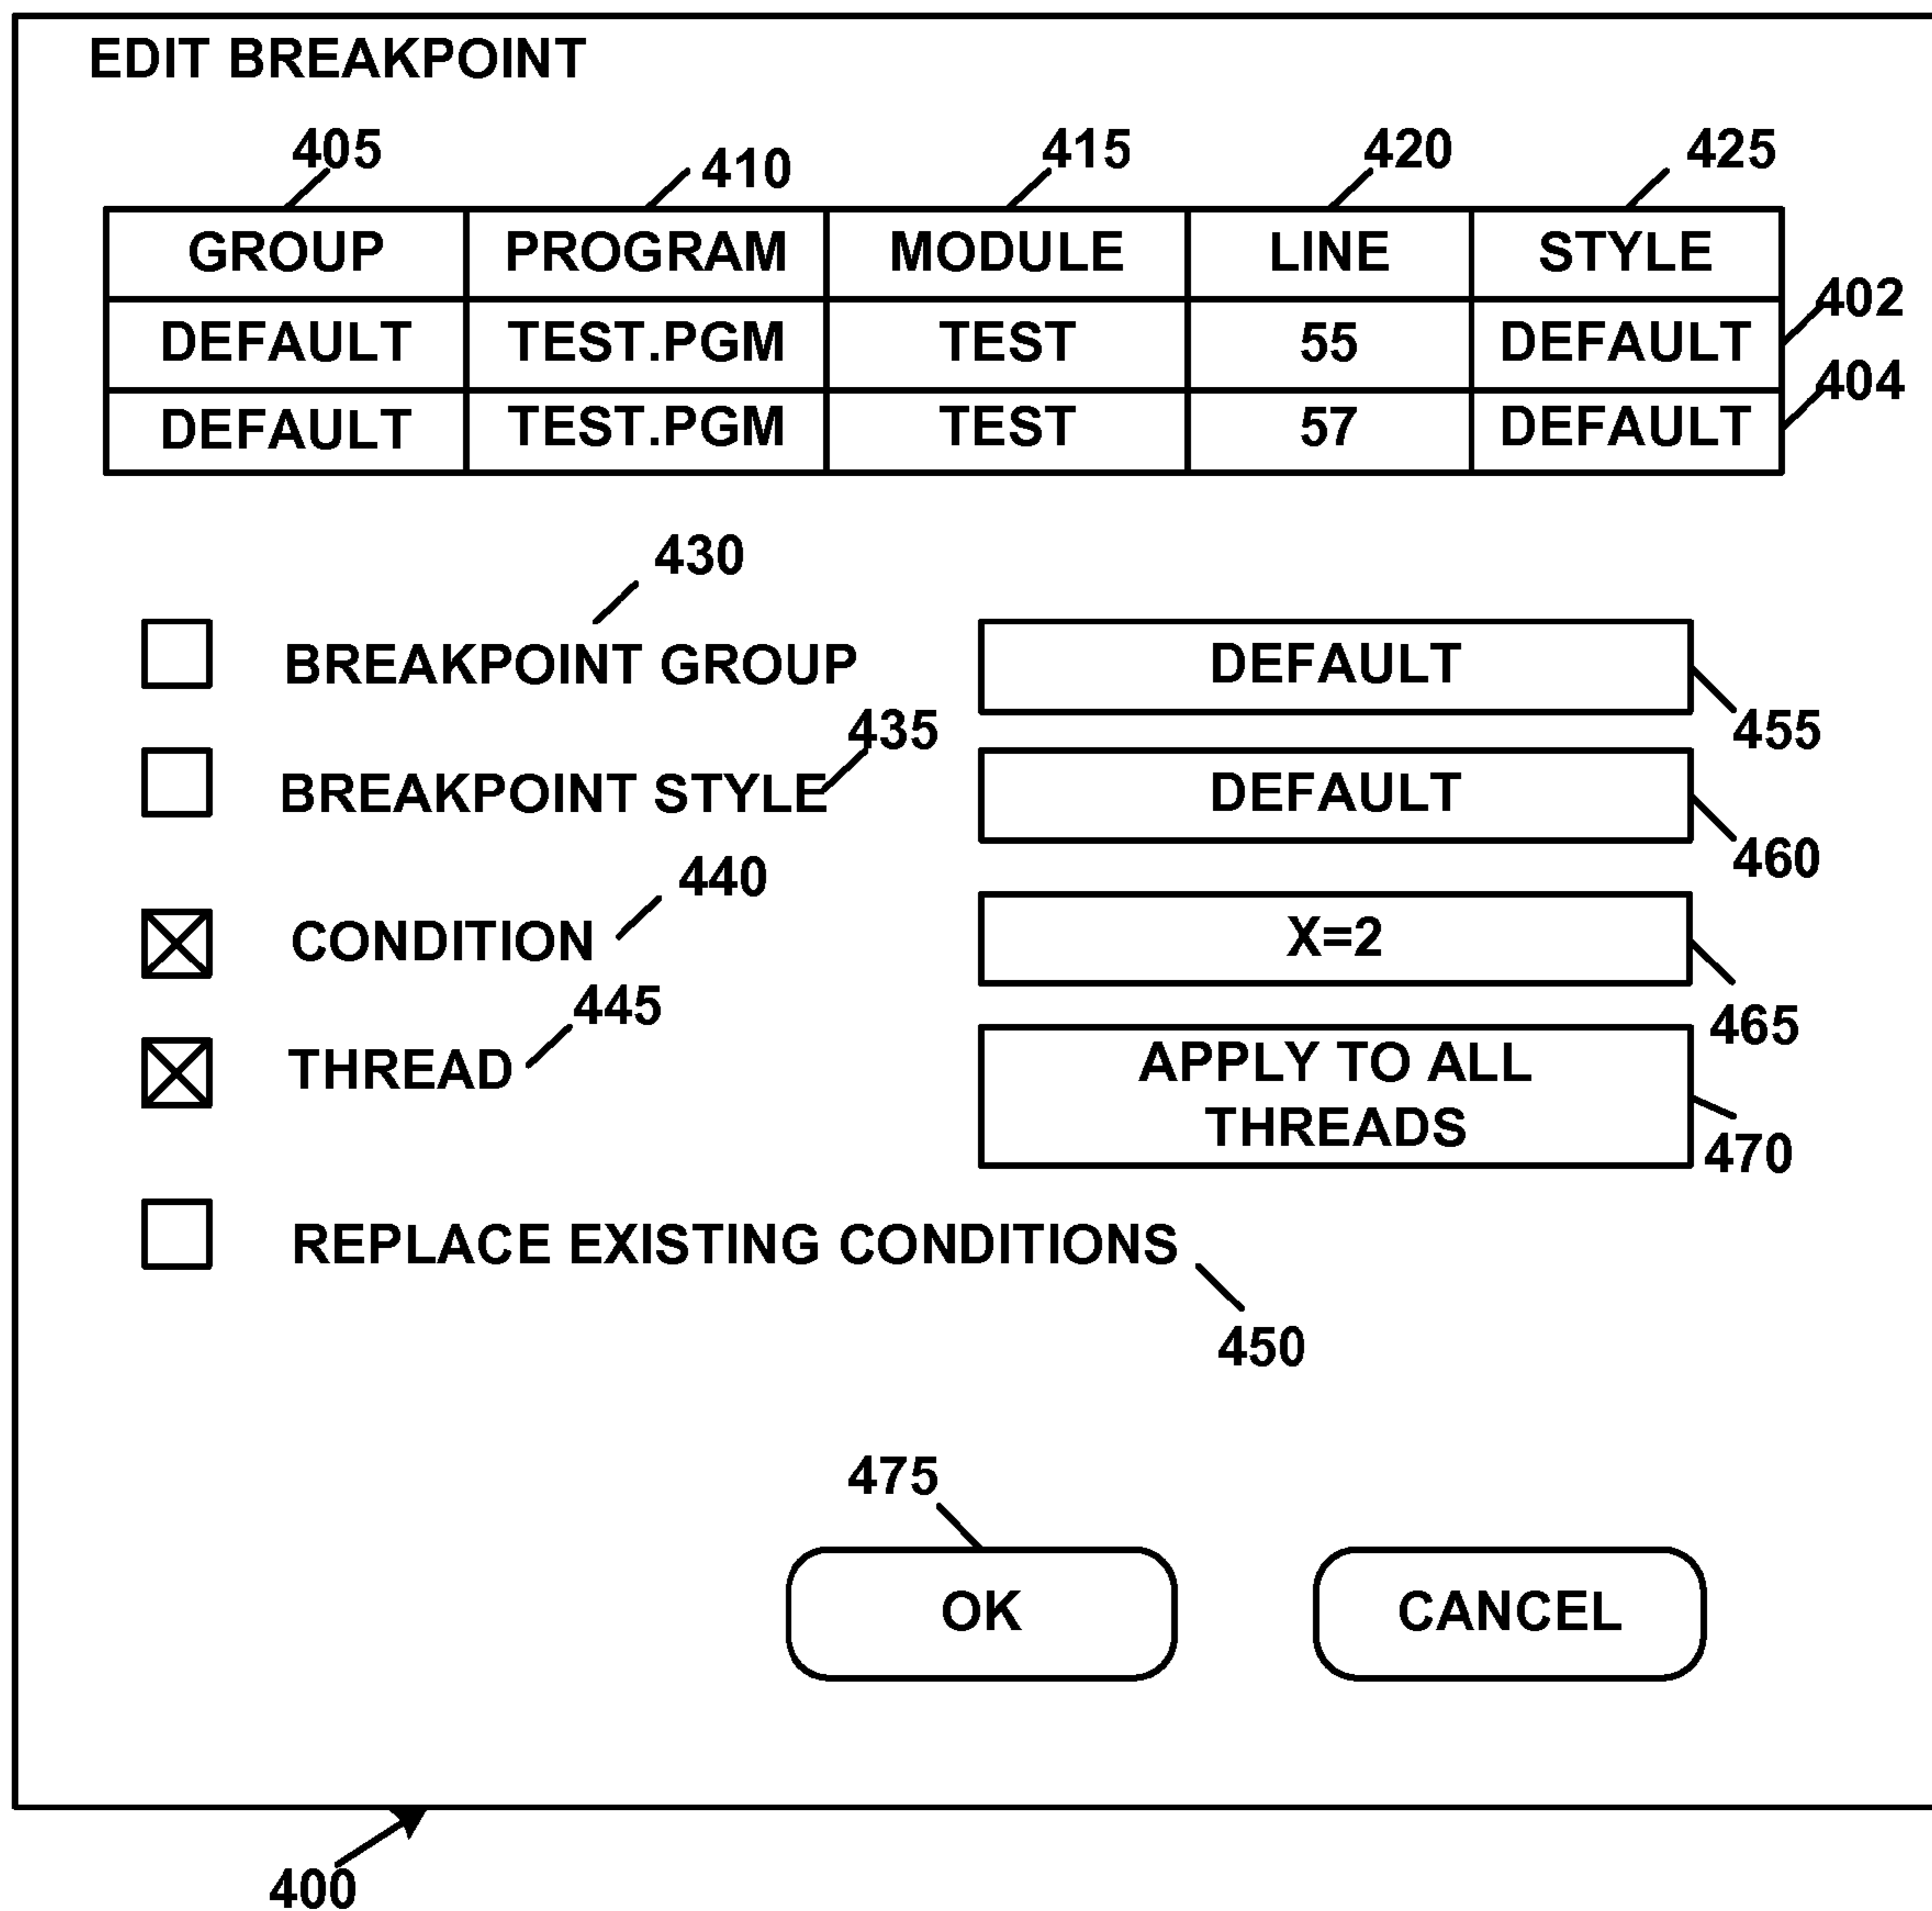 EDIT BREAKPOINT
405 410 415 420 425
GROUP PROGRAM MODULE LINE STYLE
402
DEFAULT TEST.PGM TEST 55 DEFAULT
404
DEFAULT TEST.PGM TEST 57 DEFAULT
430
BREAKPOINT GROUP DEFAULT
455
435
BREAKPOINT STYLE DEFAULT
460
440
CONDITION X=2
465
445
THREAD APPLY TO ALL
THREADS
470
REPLACE EXISTING CONDITIONS
450
475
OK CANCEL
400